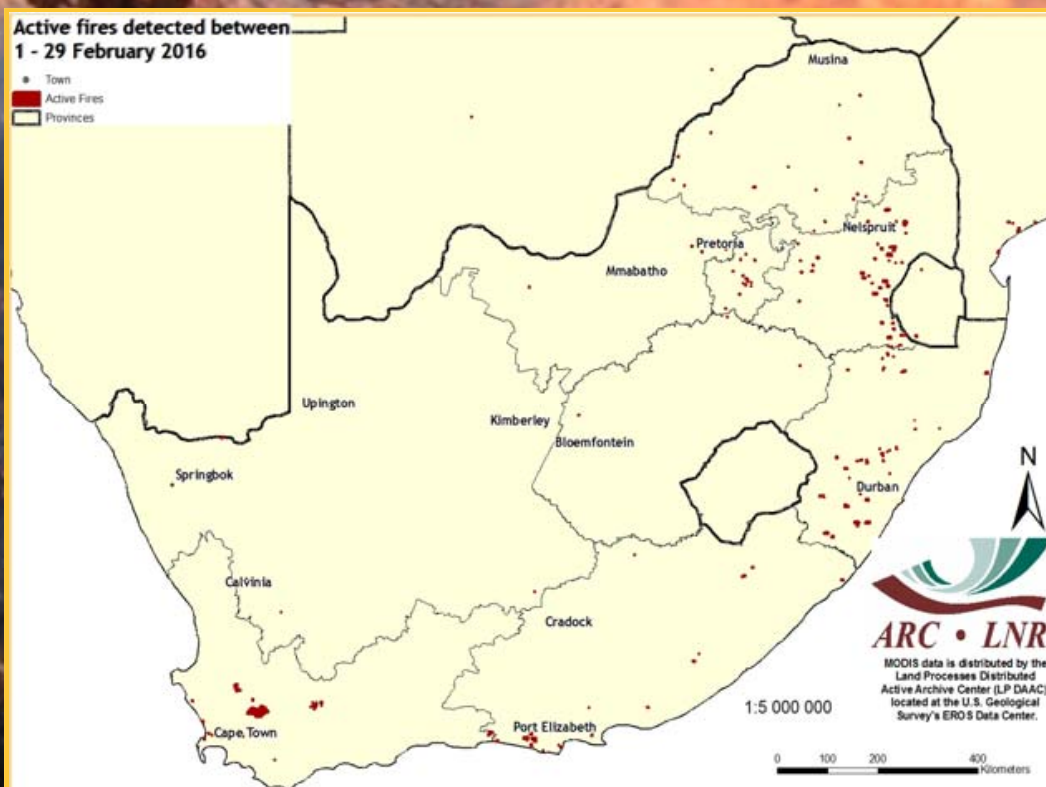 Active fires detected between
1 - 29 February 2016
Town
Active Fires
Provinces
Musina
Nelspruit
Pretoria
Mmabatho
Upington
Kimberley
Bloemfontein
Springbok
Durban
N
Calvinia
Cradock
ARC • LNR
MODIS data is distributed by the
Land Processes Distributed
Active Archive Center (LP DAAC)
located at the U.S. Geological
Survey's EROS Data Center.
1:5 000 000
Port Elizabeth
Cape Town
0 100 200 400
Kilometers